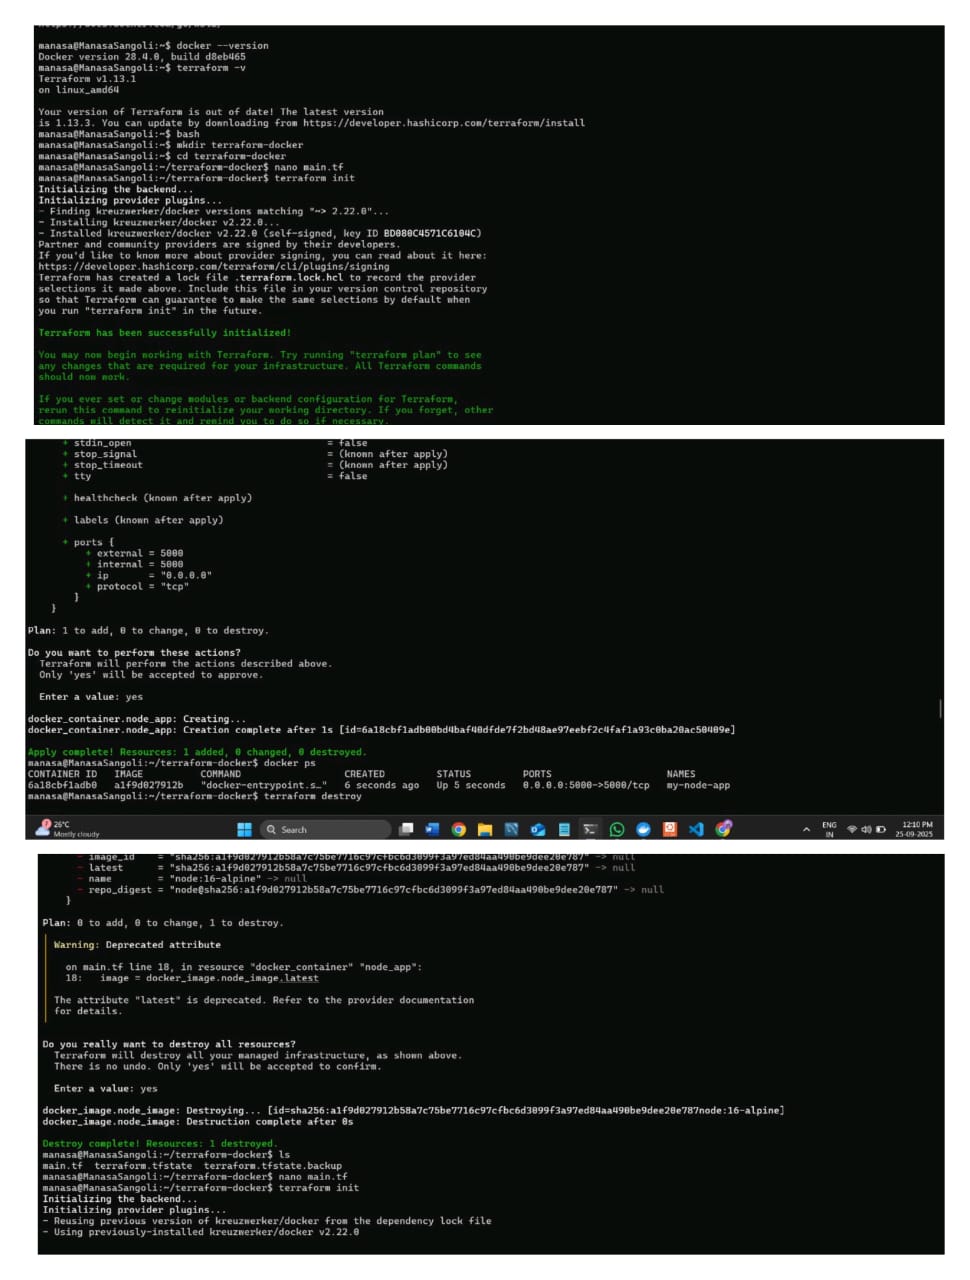 manasa@ManasaSangoli:~$ docker --version
Docker version 28.4.0, build d8eb465
manasa@ManasaSangoli:~$ terraform -v
Terraform v1.13.1
on linux_amd64
Your version of Terraform is out of date! The latest version
is 1.13.3. You can update by downloading from https://developer.hashicorp.com/terraform/install
manasa@ManasaSangoli:~$ bash
manasa@ManasaSangoli:~$ mkdir terraform-docker
manasa@ManasaSangoli:~$ cd terraform-docker
manasa@ManasaSangoli:~/terraform-docker$ nano main.tf
manasa@ManasaSangoli:~/terraform-docker$ terraform init
Initializing the backend...
Initializing provider plugins...
- Finding kreuzwerker/docker versions matching "~> 2.22.0"...
- Installing kreuzwerker/docker v2.22.0...
- Installed kreuzwerker/docker v2.22.0 (self-signed, key ID BD080C4571C6104C)
Partner and community providers are signed by their developers.
If you'd like to know more about provider signing, you can read about it here:
https://developer.hashicorp.com/terraform/cli/plugins/signing
Terraform has created a lock file .terraform.lock.hcl to record the provider
selections it made above. Include this file in your version control repository
so that Terraform can guarantee to make the same selections by default when
you run "terraform init" in the future.
Terraform has been successfully initialized!
You may now begin working with Terraform. Try running "terraform plan" to see
any changes that are required for your infrastructure. All Terraform commands
should now work.
If you ever set or change modules or backend configuration for Terraform,
rerun this command to reinitialize your working directory. If you forget, other
commands will detect it and remind you to do so if necessary.
+ stdin_open = false
+ stop_signal = (known after apply)
+ stop_timeout = (known after apply)
+ tty = false
+ healthcheck (known after apply)
+ labels (known after apply)
+ ports {
+ external = 5000
+ internal = 5000
+ ip = "0.0.0.0"
+ protocol = "tcp"
}
}
Plan: 1 to add, 0 to change, 0 to destroy.
Do you want to perform these actions?
Terraform will perform the actions described above.
Only 'yes' will be accepted to approve.
Enter a value: yes
docker_container.node_app: Creating...
docker_container.node_app: Creation complete after 1s [id=6a18cbf1adb00bd4baf40dfde7f2bd48ae97eebf2c4faf1a93c0ba20ac50409e]
Apply complete! Resources: 1 added, 0 changed, 0 destroyed.
manasa@ManasaSangoli:~/terraform-docker$ docker ps
CONTAINER ID IMAGE COMMAND CREATED STATUS PORTS NAMES
6a18cbf1adb0 a1f9d027912b "docker-entrypoint.s…" 6 seconds ago Up 5 seconds 0.0.0.0:5000->5000/tcp my-node-app
manasa@ManasaSangoli:~/terraform-docker$ terraform destroy
26°C
Mostly cloudy
Search
ENG
IN
12:10 PM
25-09-2025
- image_id = "sha256:a1f9d027912b58a7c75be7716c97cfbc6d3099f3a97ed84aa490be9dee20e787" -> null
- latest = "sha256:a1f9d027912b58a7c75be7716c97cfbc6d3099f3a97ed84aa490be9dee20e787" -> null
- name = "node:16-alpine" -> null
- repo_digest = "node@sha256:a1f9d027912b58a7c75be7716c97cfbc6d3099f3a97ed84aa490be9dee20e787" -> null
}
Plan: 0 to add, 0 to change, 1 to destroy.
Warning: Deprecated attribute
on main.tf line 18, in resource "docker_container" "node_app":
18: image = docker_image.node_image.latest
The attribute "latest" is deprecated. Refer to the provider documentation
for details.
Do you really want to destroy all resources?
Terraform will destroy all your managed infrastructure, as shown above.
There is no undo. Only 'yes' will be accepted to confirm.
Enter a value: yes
docker_image.node_image: Destroying... [id=sha256:a1f9d027912b58a7c75be7716c97cfbc6d3099f3a97ed84aa490be9dee20e787node:16-alpine]
docker_image.node_image: Destruction complete after 0s
Destroy complete! Resources: 1 destroyed.
manasa@ManasaSangoli:~/terraform-docker$ ls
main.tf terraform.tfstate terraform.tfstate.backup
manasa@ManasaSangoli:~/terraform-docker$ nano main.tf
manasa@ManasaSangoli:~/terraform-docker$ terraform init
Initializing the backend...
Initializing provider plugins...
- Reusing previous version of kreuzwerker/docker from the dependency lock file
- Using previously-installed kreuzwerker/docker v2.22.0